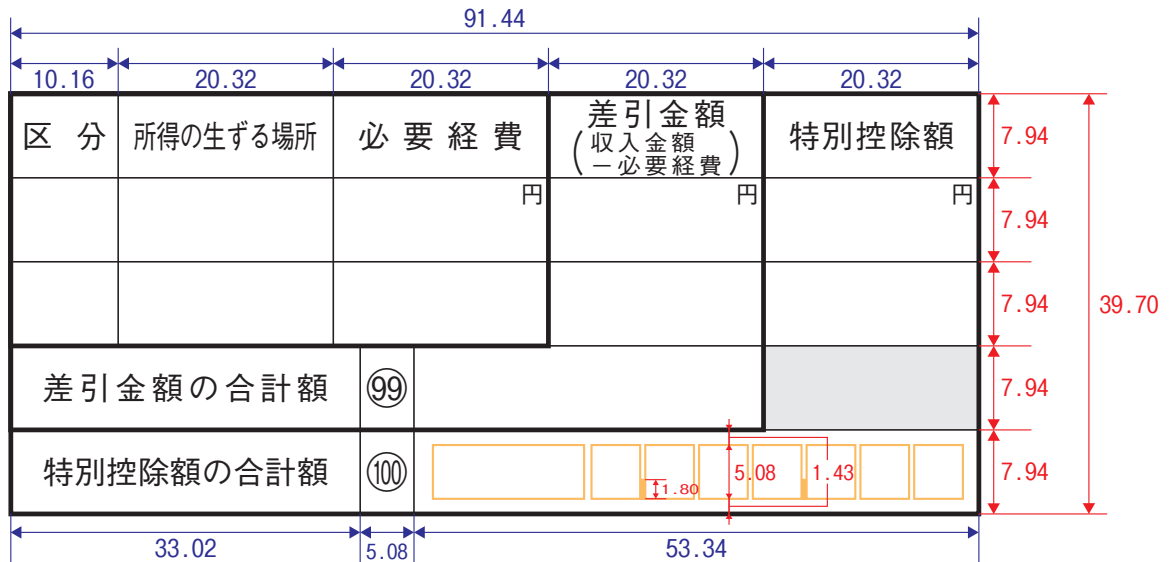 91.44
10.16 20.32 20.32 20.32 20.32
区分 所得の生ずる場所 必要経費 差引金額 特別控除額 7.94
(収入金額
－必要経費)
円 円 円
7.94
7.94 39.70
差引金額の合計額 99 7.94
特別控除額の合計額 100 1.80 5.08 1.43 7.94
33.02 5.08 53.34